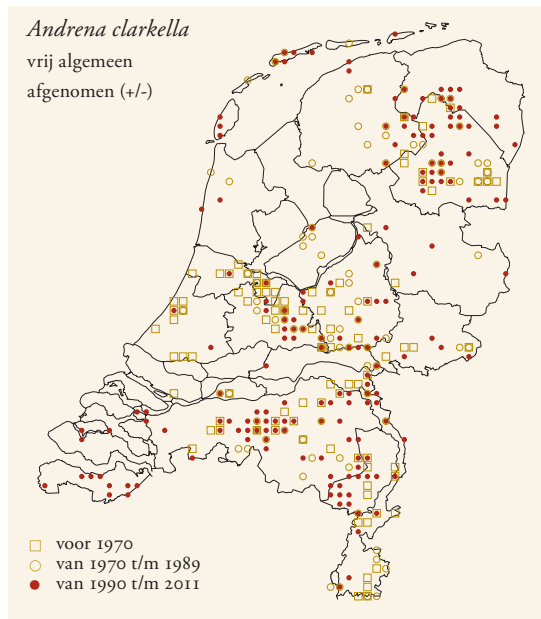 Andrena clarkella
vrij algemeen
afgenomen (+/-)
voor 1970
van 1970 t/m 1989
van 1990 t/m 2011